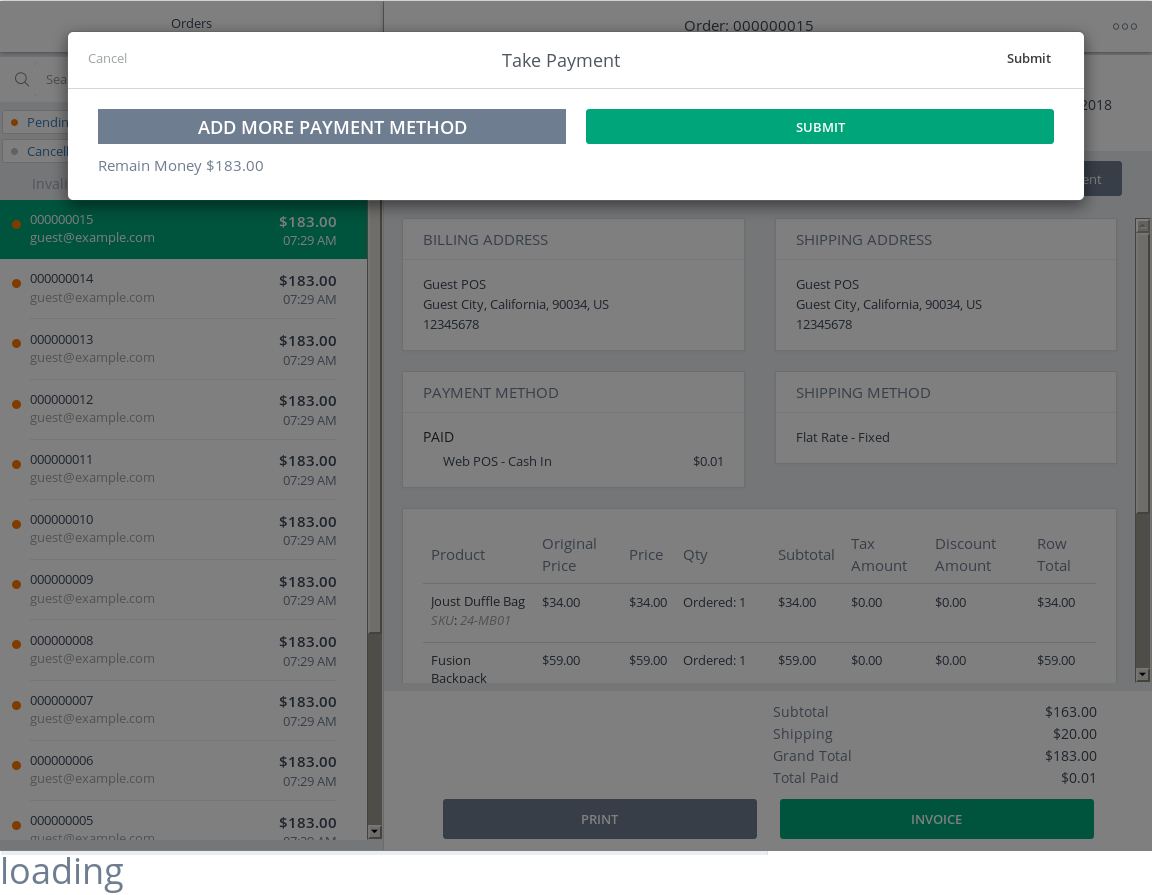 Orders
Order: 000000015
Cancel
Take Payment
Submit
Sea
2018
ADD MORE PAYMENT METHOD
SUBMIT
Pendin
Cancell
Remain Money $183.00
Invali
ent
000000015 $183.00
guest@example.com 07:29 AM
000000014 $183.00
guest@example.com 07:29 AM
000000013 $183.00
guest@example.com 07:29 AM
000000012 $183.00
guest@example.com 07:29 AM
000000011 $183.00
guest@example.com 07:29 AM
000000010 $183.00
guest@example.com 07:29 AM
000000009 $183.00
guest@example.com 07:29 AM
000000008 $183.00
guest@example.com 07:29 AM
000000007 $183.00
guest@example.com 07:29 AM
000000006 $183.00
guest@example.com 07:29 AM
000000005 $183.00
guest@example.com 07:29 AM
BILLING ADDRESS
Guest POS
Guest City, California, 90034, US
12345678
SHIPPING ADDRESS
Guest POS
Guest City, California, 90034, US
12345678
PAYMENT METHOD
PAID
Web POS - Cash In $0.01
SHIPPING METHOD
Flat Rate - Fixed
Product Original Price Price Qty Subtotal Tax Amount Discount Amount Row Total
Joust Duffle Bag $34.00 $34.00 Ordered: 1 $34.00 $0.00 $0.00 $34.00
SKU: 24-MB01
Fusion $59.00 $59.00 Ordered: 1 $59.00 $0.00 $0.00 $59.00
Backpack
Subtotal $163.00
Shipping $20.00
Grand Total $183.00
Total Paid $0.01
PRINT
INVOICE
loading